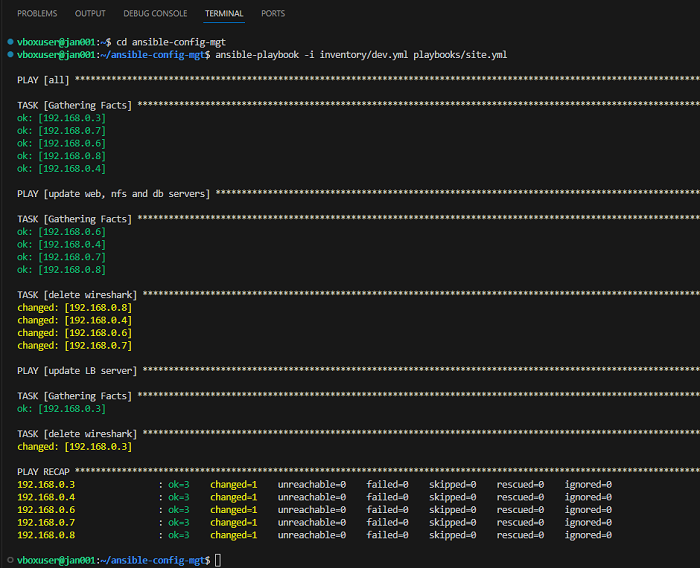 PROBLEMS OUTPUT DEBUG CONSOLE TERMINAL PORTS
vboxuser@jan001:~$ cd ansible-config-mgt
vboxuser@jan001:~/ansible-config-mgt$ ansible-playbook -i inventory/dev.yml playbooks/site.yml
PLAY [all] ************************************************************************************************************************
TASK [Gathering Facts] ************************************************************************************************************
ok: [192.168.0.3]
ok: [192.168.0.7]
ok: [192.168.0.6]
ok: [192.168.0.8]
ok: [192.168.0.4]
PLAY [update web, nfs and db servers] *********************************************************************************************
TASK [Gathering Facts] ************************************************************************************************************
ok: [192.168.0.6]
ok: [192.168.0.4]
ok: [192.168.0.7]
ok: [192.168.0.8]
TASK [delete wireshark] ***********************************************************************************************************
changed: [192.168.0.8]
changed: [192.168.0.4]
changed: [192.168.0.6]
changed: [192.168.0.7]
PLAY [update LB server] ***********************************************************************************************************
TASK [Gathering Facts] ************************************************************************************************************
ok: [192.168.0.3]
TASK [delete wireshark] ***********************************************************************************************************
changed: [192.168.0.3]
PLAY RECAP ************************************************************************************************************************
192.168.0.3 : ok=3 changed=1 unreachable=0 failed=0 skipped=0 rescued=0 ignored=0
192.168.0.4 : ok=3 changed=1 unreachable=0 failed=0 skipped=0 rescued=0 ignored=0
192.168.0.6 : ok=3 changed=1 unreachable=0 failed=0 skipped=0 rescued=0 ignored=0
192.168.0.7 : ok=3 changed=1 unreachable=0 failed=0 skipped=0 rescued=0 ignored=0
192.168.0.8 : ok=3 changed=1 unreachable=0 failed=0 skipped=0 rescued=0 ignored=0
vboxuser@jan001:~/ansible-config-mgt$